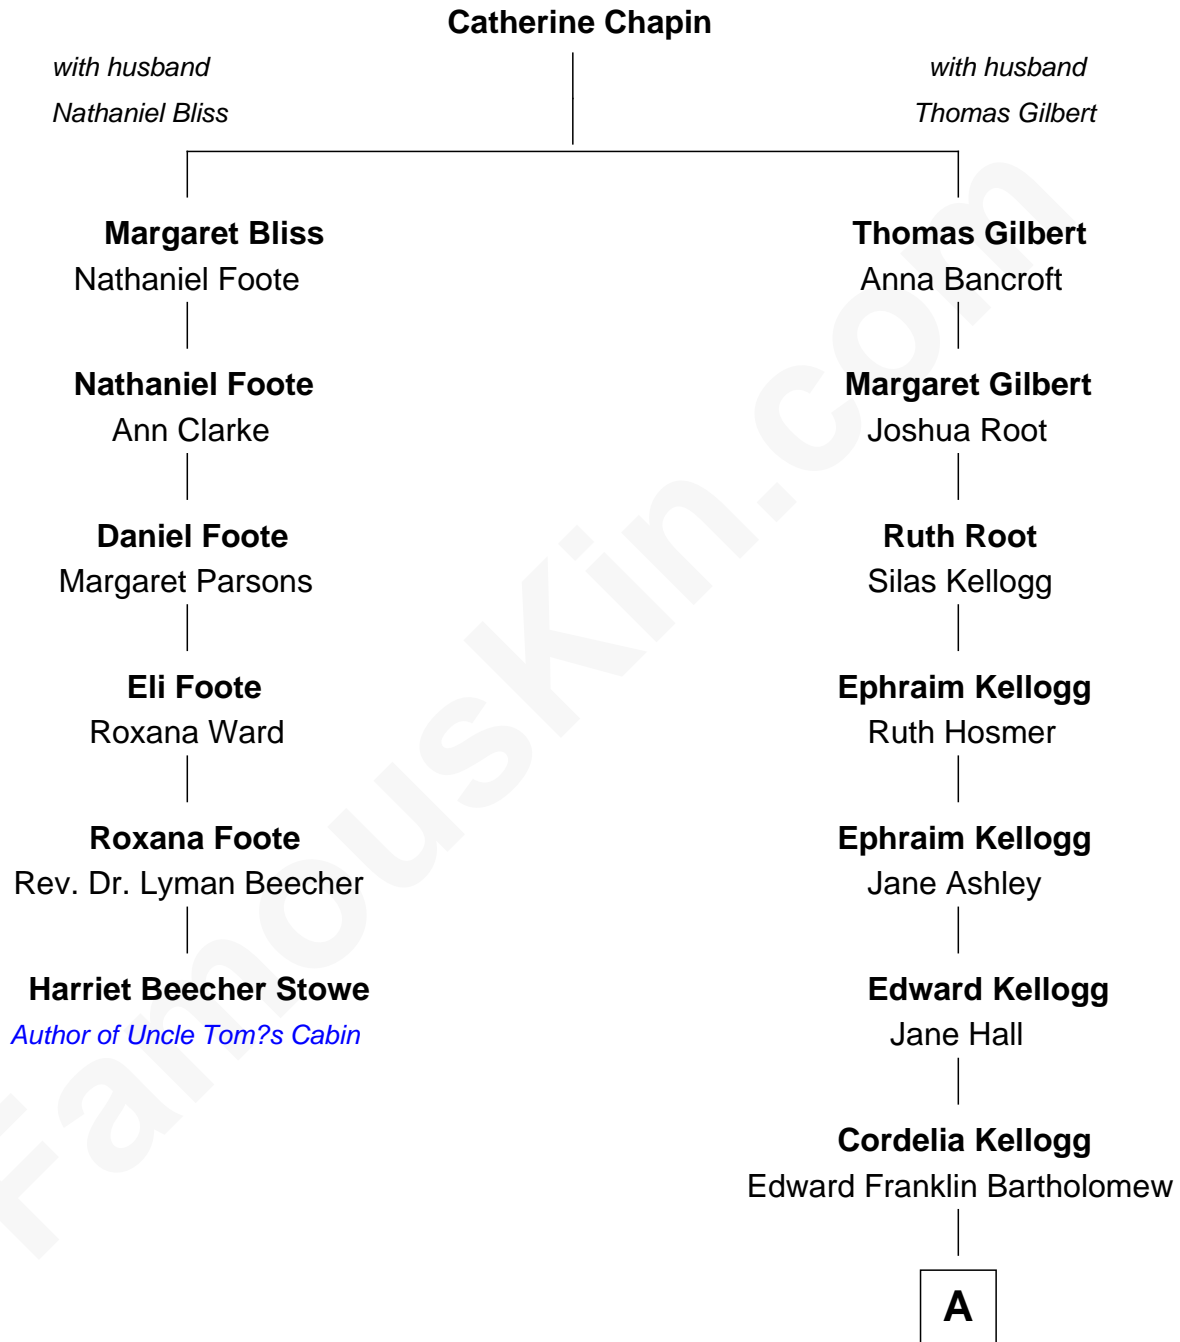 Catherine Chapin
with husband
Nathaniel Bliss
with husband
Thomas Gilbert
Margaret Bliss
Nathaniel Foote
Thomas Gilbert
Anna Bancroft
Nathaniel Foote
Ann Clarke
Margaret Gilbert
Joshua Root
Daniel Foote
Margaret Parsons
Ruth Root
Silas Kellogg
Eli Foote
Roxana Ward
Ephraim Kellogg
Ruth Hosmer
Roxana Foote
Rev. Dr. Lyman Beecher
Ephraim Kellogg
Jane Ashley
Harriet Beecher Stowe
Author of Uncle Tom?s Cabin
Edward Kellogg
Jane Hall
Cordelia Kellogg
Edward Franklin Bartholomew
A
FamousKin.com